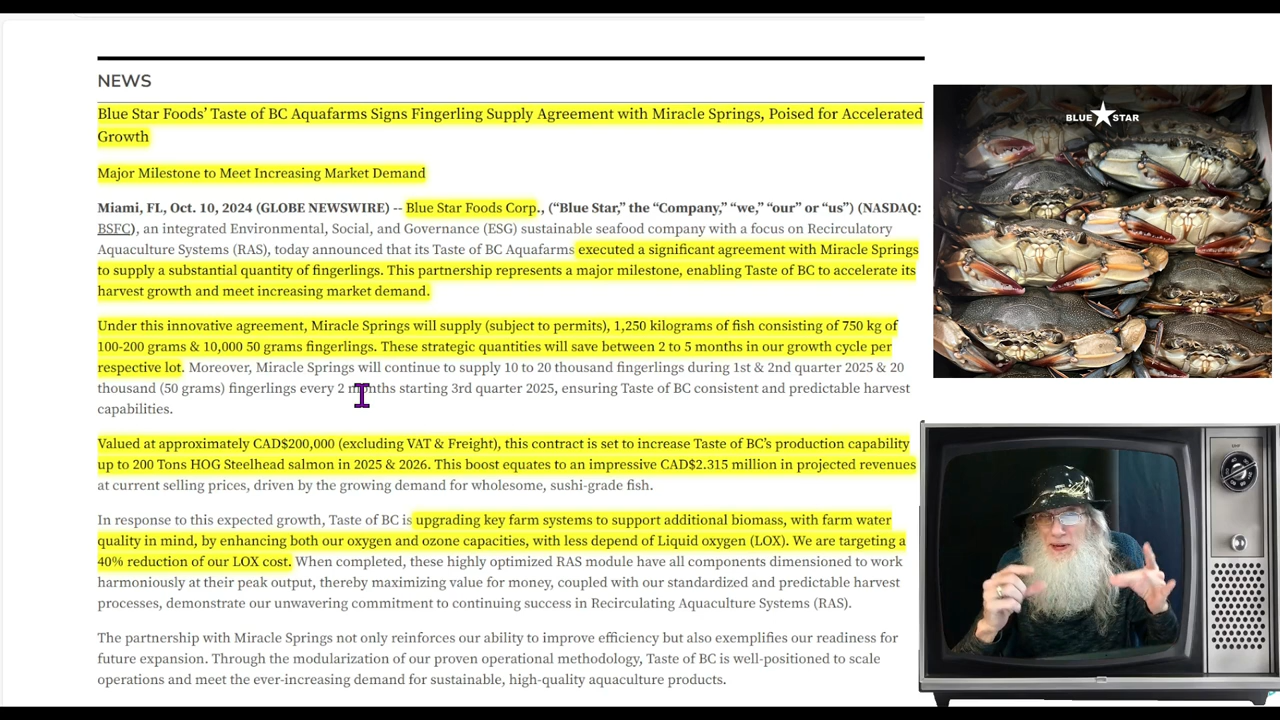 NEWS
Blue Star Foods’ Taste of BC Aquafarms Signs Fingerling Supply Agreement with Miracle Springs, Poised for Accelerated
Growth
Major Milestone to Meet Increasing Market Demand
Miami, FL, Oct. 10, 2024 (GLOBE NEWSWIRE) -- Blue Star Foods Corp., (“Blue Star,” the “Company,” “we,” “our” or “us”) (NASDAQ:
BSFC), an integrated Environmental, Social, and Governance (ESG) sustainable seafood company with a focus on Recirculatory
Aquaculture Systems (RAS), today announced that its Taste of BC Aquafarms executed a significant agreement with Miracle Springs
to supply a substantial quantity of fingerlings. This partnership represents a major milestone, enabling Taste of BC to accelerate its
harvest growth and meet increasing market demand.
Under this innovative agreement, Miracle Springs will supply (subject to permits), 1,250 kilograms of fish consisting of 750 kg of
100-200 grams & 10,000 50 grams fingerlings. These strategic quantities will save between 2 to 5 months in our growth cycle per
respective lot. Moreover, Miracle Springs will continue to supply 10 to 20 thousand fingerlings during 1st & 2nd quarter 2025 & 20
thousand (50 grams) fingerlings every 2 months starting 3rd quarter 2025, ensuring Taste of BC consistent and predictable harvest
capabilities.
Valued at approximately CAD$200,000 (excluding VAT & Freight), this contract is set to increase Taste of BC’s production capability
up to 200 Tons HOG Steelhead salmon in 2025 & 2026. This boost equates to an impressive CAD$2.315 million in projected revenues
at current selling prices, driven by the growing demand for wholesome, sushi-grade fish.
In response to this expected growth, Taste of BC is upgrading key farm systems to support additional biomass, with farm water
quality in mind, by enhancing both our oxygen and ozone capacities, with less depend of Liquid oxygen (LOX). We are targeting a
40% reduction of our LOX cost. When completed, these highly optimized RAS module have all components dimensioned to work
harmoniously at their peak output, thereby maximizing value for money, coupled with our standardized and predictable harvest
processes, demonstrate our unwavering commitment to continuing success in Recirculating Aquaculture Systems (RAS).
The partnership with Miracle Springs not only reinforces our ability to improve efficiency but also exemplifies our readiness for
future expansion. Through the modularization of our proven operational methodology, Taste of BC is well-positioned to scale
operations and meet the ever-increasing demand for sustainable, high-quality aquaculture products.
BLUE STAR